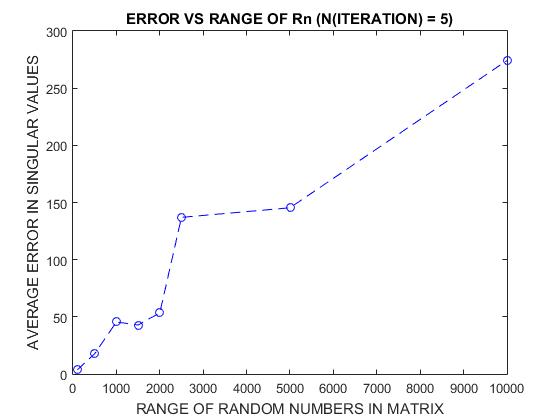 ERROR VS RANGE OF Rn (N(ITERATION) = 5)
AVERAGE ERROR IN SINGULAR VALUES
300
250
200
150
100
50
0
0 1000 2000 3000 4000 5000 6000 7000 8000 9000 10000
RANGE OF RANDOM NUMBERS IN MATRIX